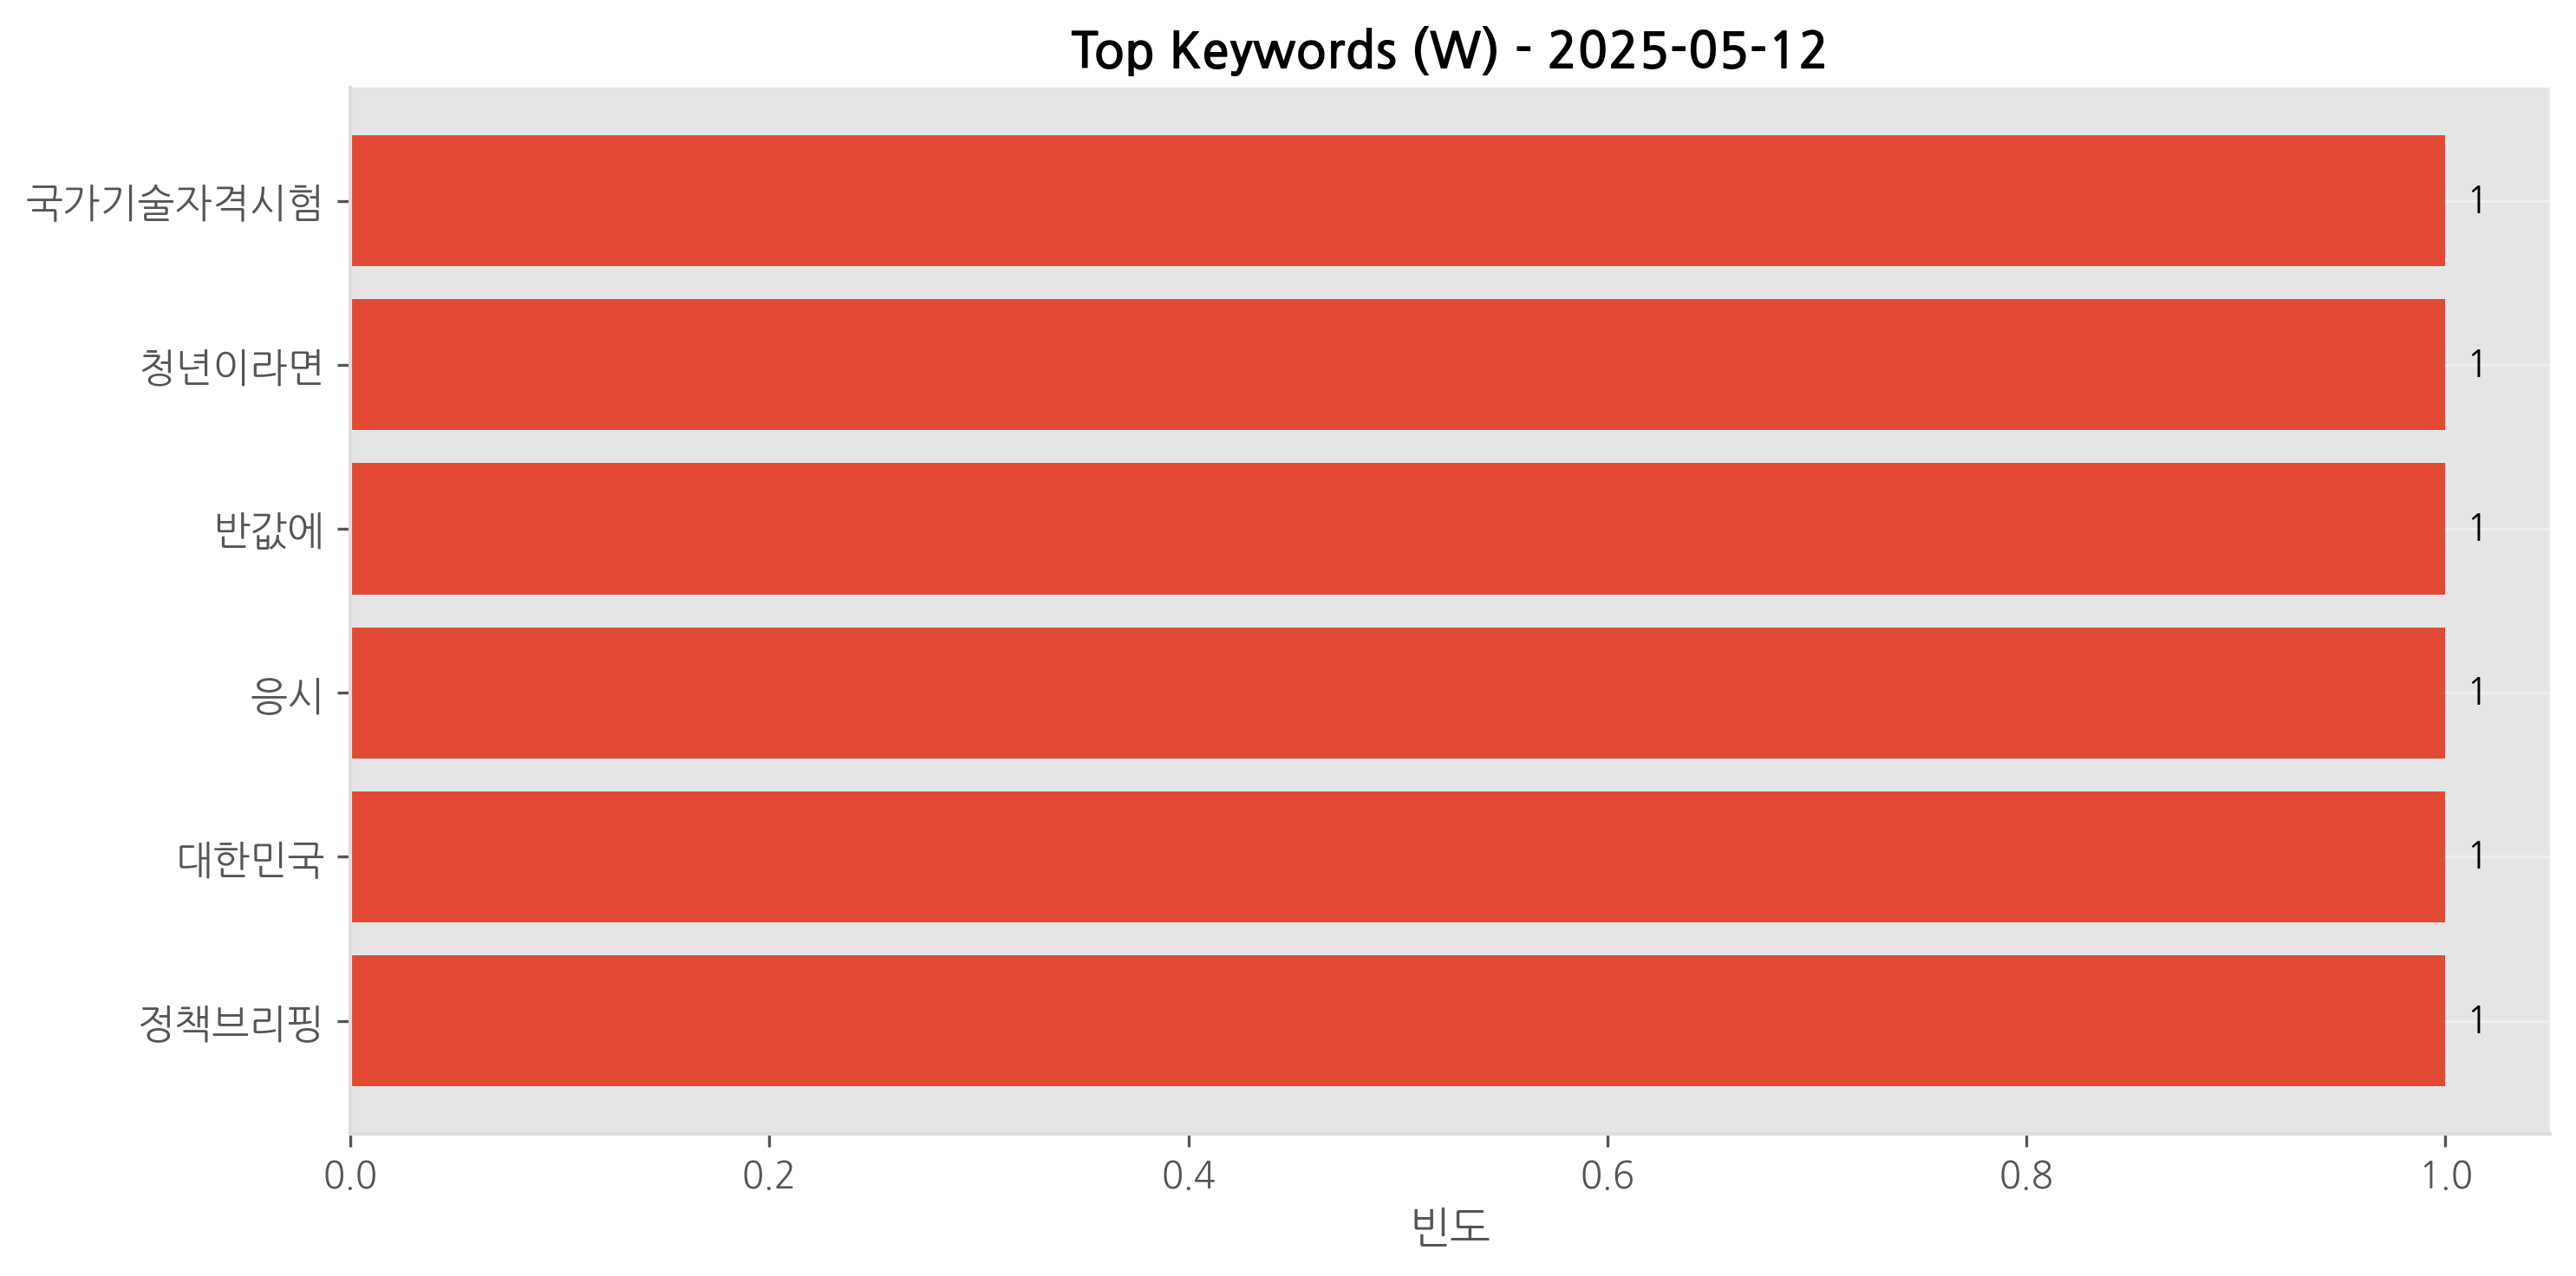 Top Keywords (W) - 2025-05-12
국가기술자격시험 1
청년이라면 1
반값에 1
응시 1
대한민국 1
정책브리핑 1
0.0 0.2 0.4 0.6 0.8 1.0
빈도